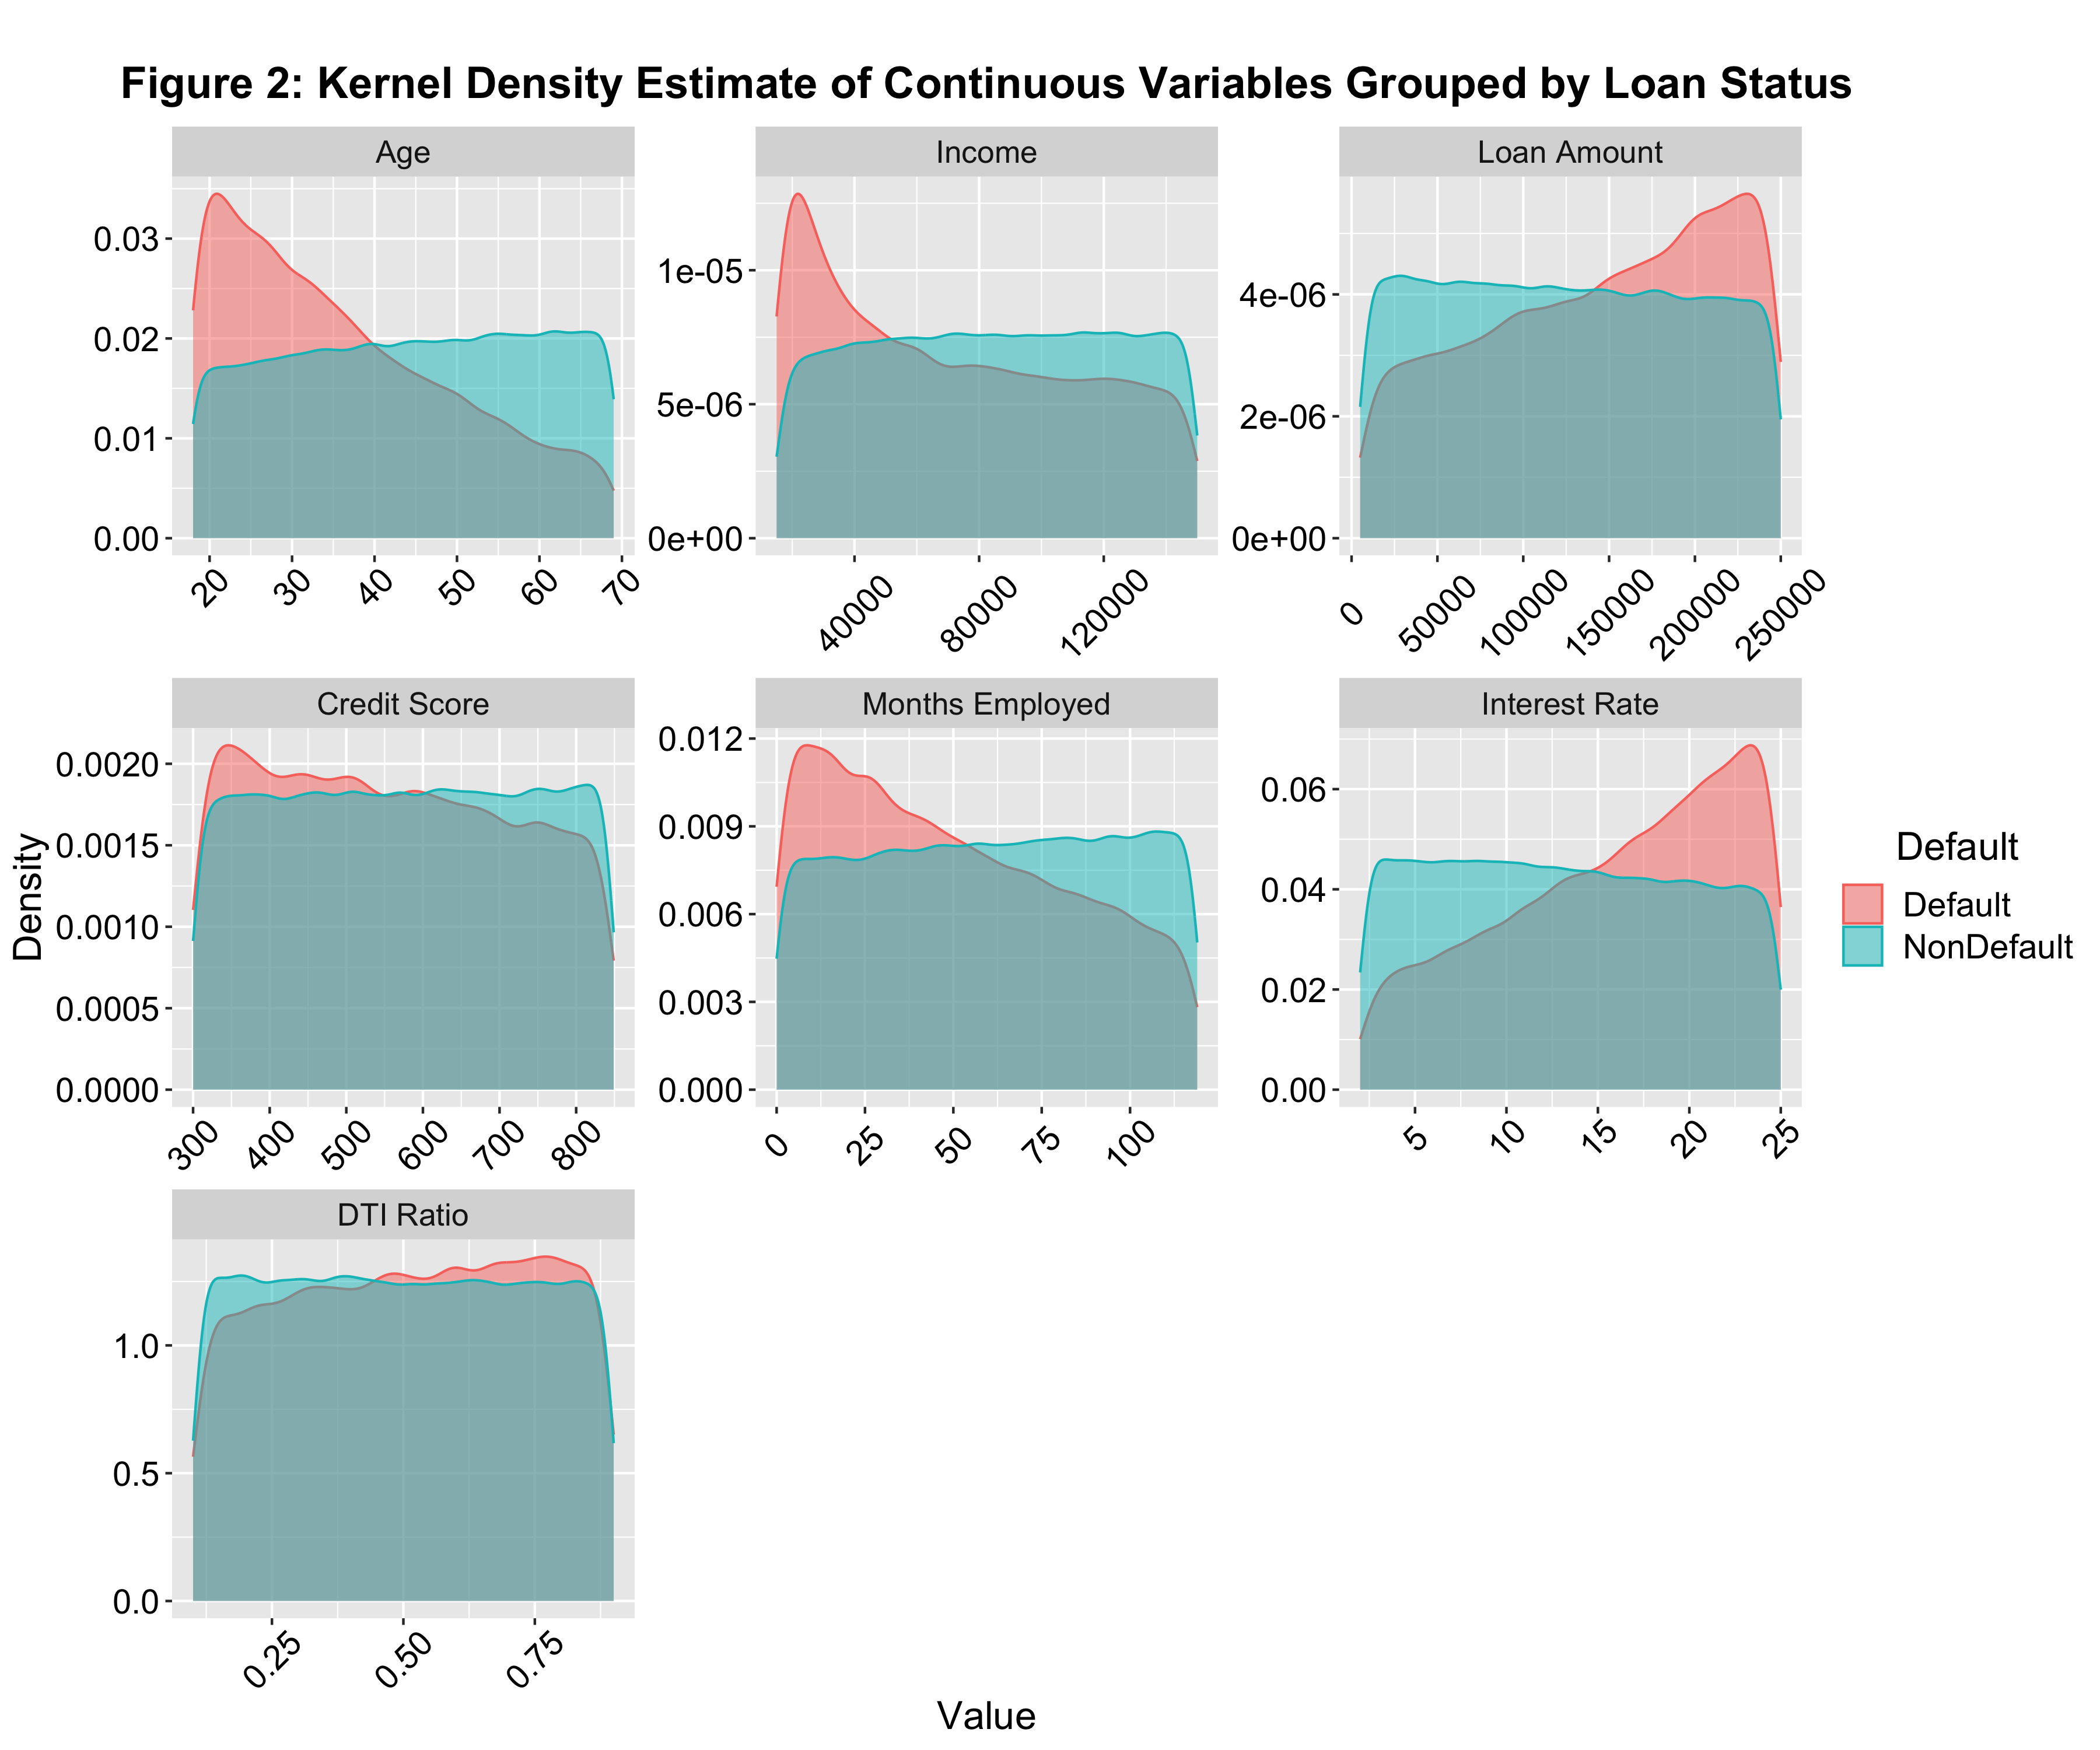 Figure 2: Kernel Density Estimate of Continuous Variables Grouped by Loan Status
Age
0.03
0.02
0.01
0.00
20 30 40 50 60 70
Income
1e-05
5e-06
0e+00
40000 80000 120000
Loan Amount
4e-06
2e-06
0e+00
0 50000 100000 150000 200000 250000
Credit Score
0.0020
0.0015
0.0010
0.0005
0.0000
300 400 500 600 700 800
Months Employed
0.012
0.009
0.006
0.003
0.000
0 25 50 75 100
Interest Rate
0.06
0.04
0.02
0.00
5 10 15 20 25
DTI Ratio
1.0
0.5
0.0
0.25 0.50 0.75
Density
Value
Default
Default
NonDefault